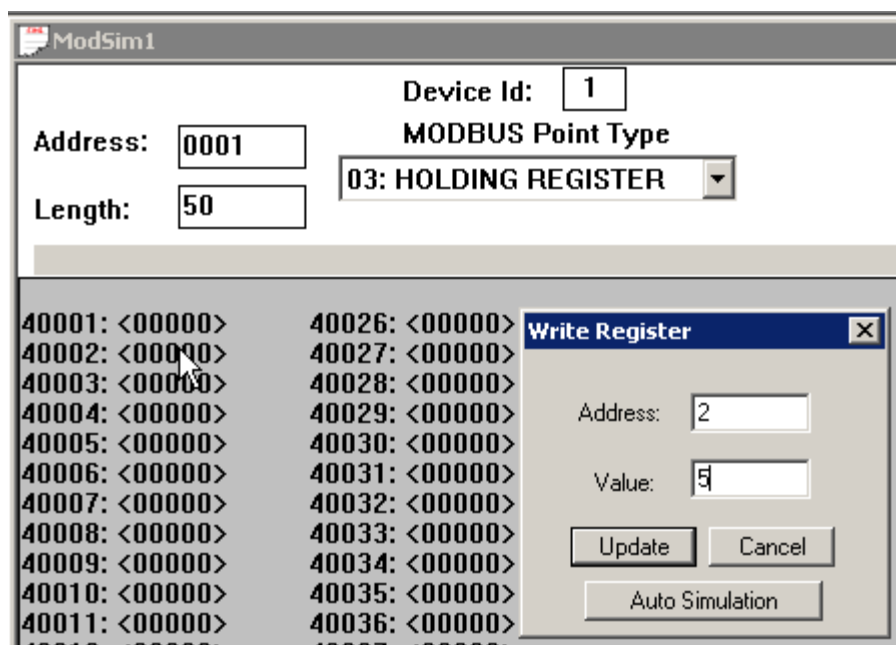 ModSim1
Device Id: 1
Address: 0001
MODBUS Point Type
03: HOLDING REGISTER
Length: 50
40001: <00000> 40026: <00000>
40002: <00000> 40027: <00000>
40003: <00000> 40028: <00000>
40004: <00000> 40029: <00000>
40005: <00000> 40030: <00000>
40006: <00000> 40031: <00000>
40007: <00000> 40032: <00000>
40008: <00000> 40033: <00000>
40009: <00000> 40034: <00000>
40010: <00000> 40035: <00000>
40011: <00000> 40036: <00000>
Write Register
Address: 2
Value: 5
Update Cancel
Auto Simulation